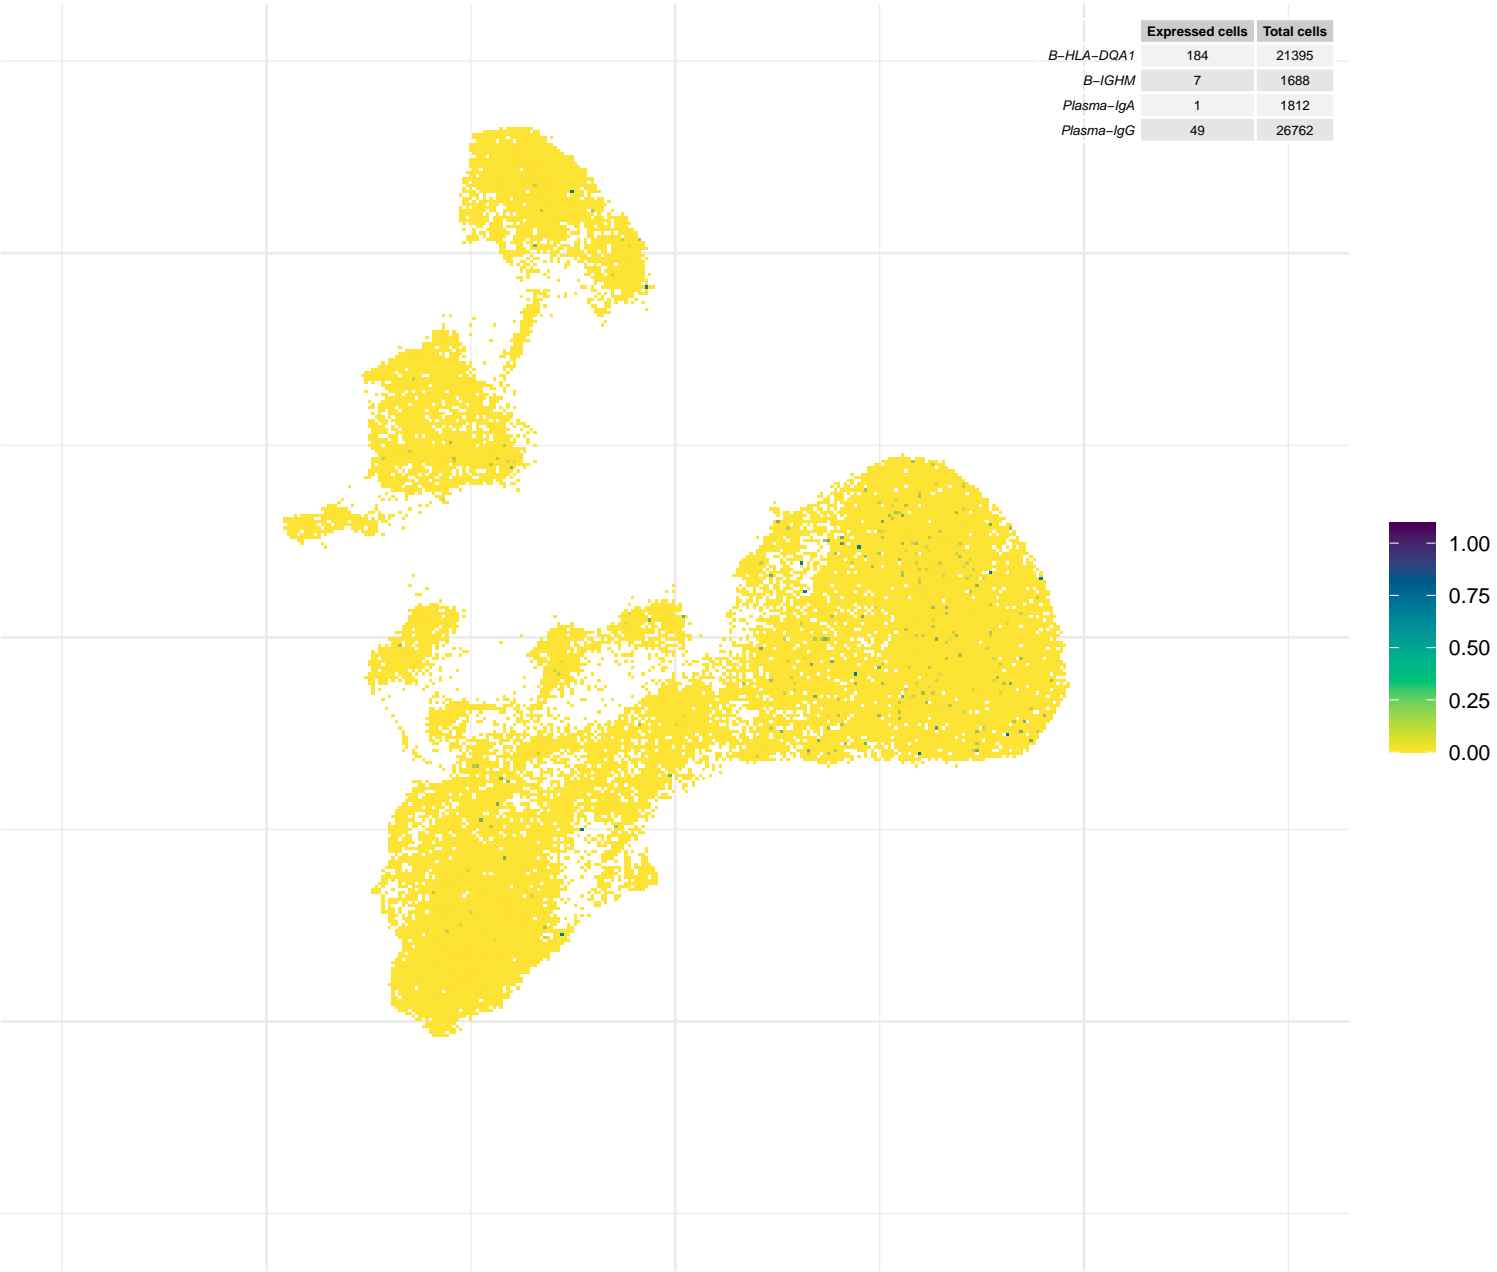 Expressed cells Total cells
B−HLA−DQA1 184 21395
B−IGHM 7 1688
Plasma−IgA 1 1812
Plasma−IgG 49 26762
1.00
0.75
0.50
0.25
0.00